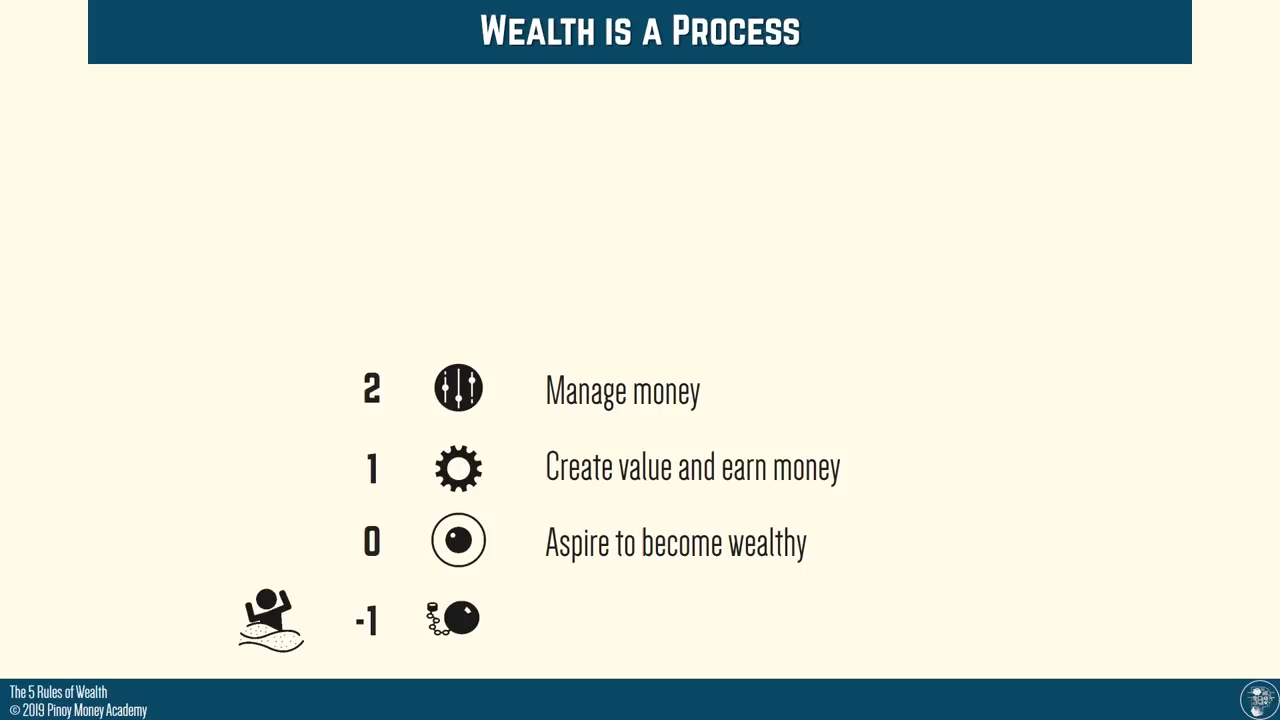 Wealth is a Process
2 Manage money
1 Create value and earn money
0 Aspire to become wealthy
-1
The 5 Rules of Wealth
© 2019 Pinoy Money Academy